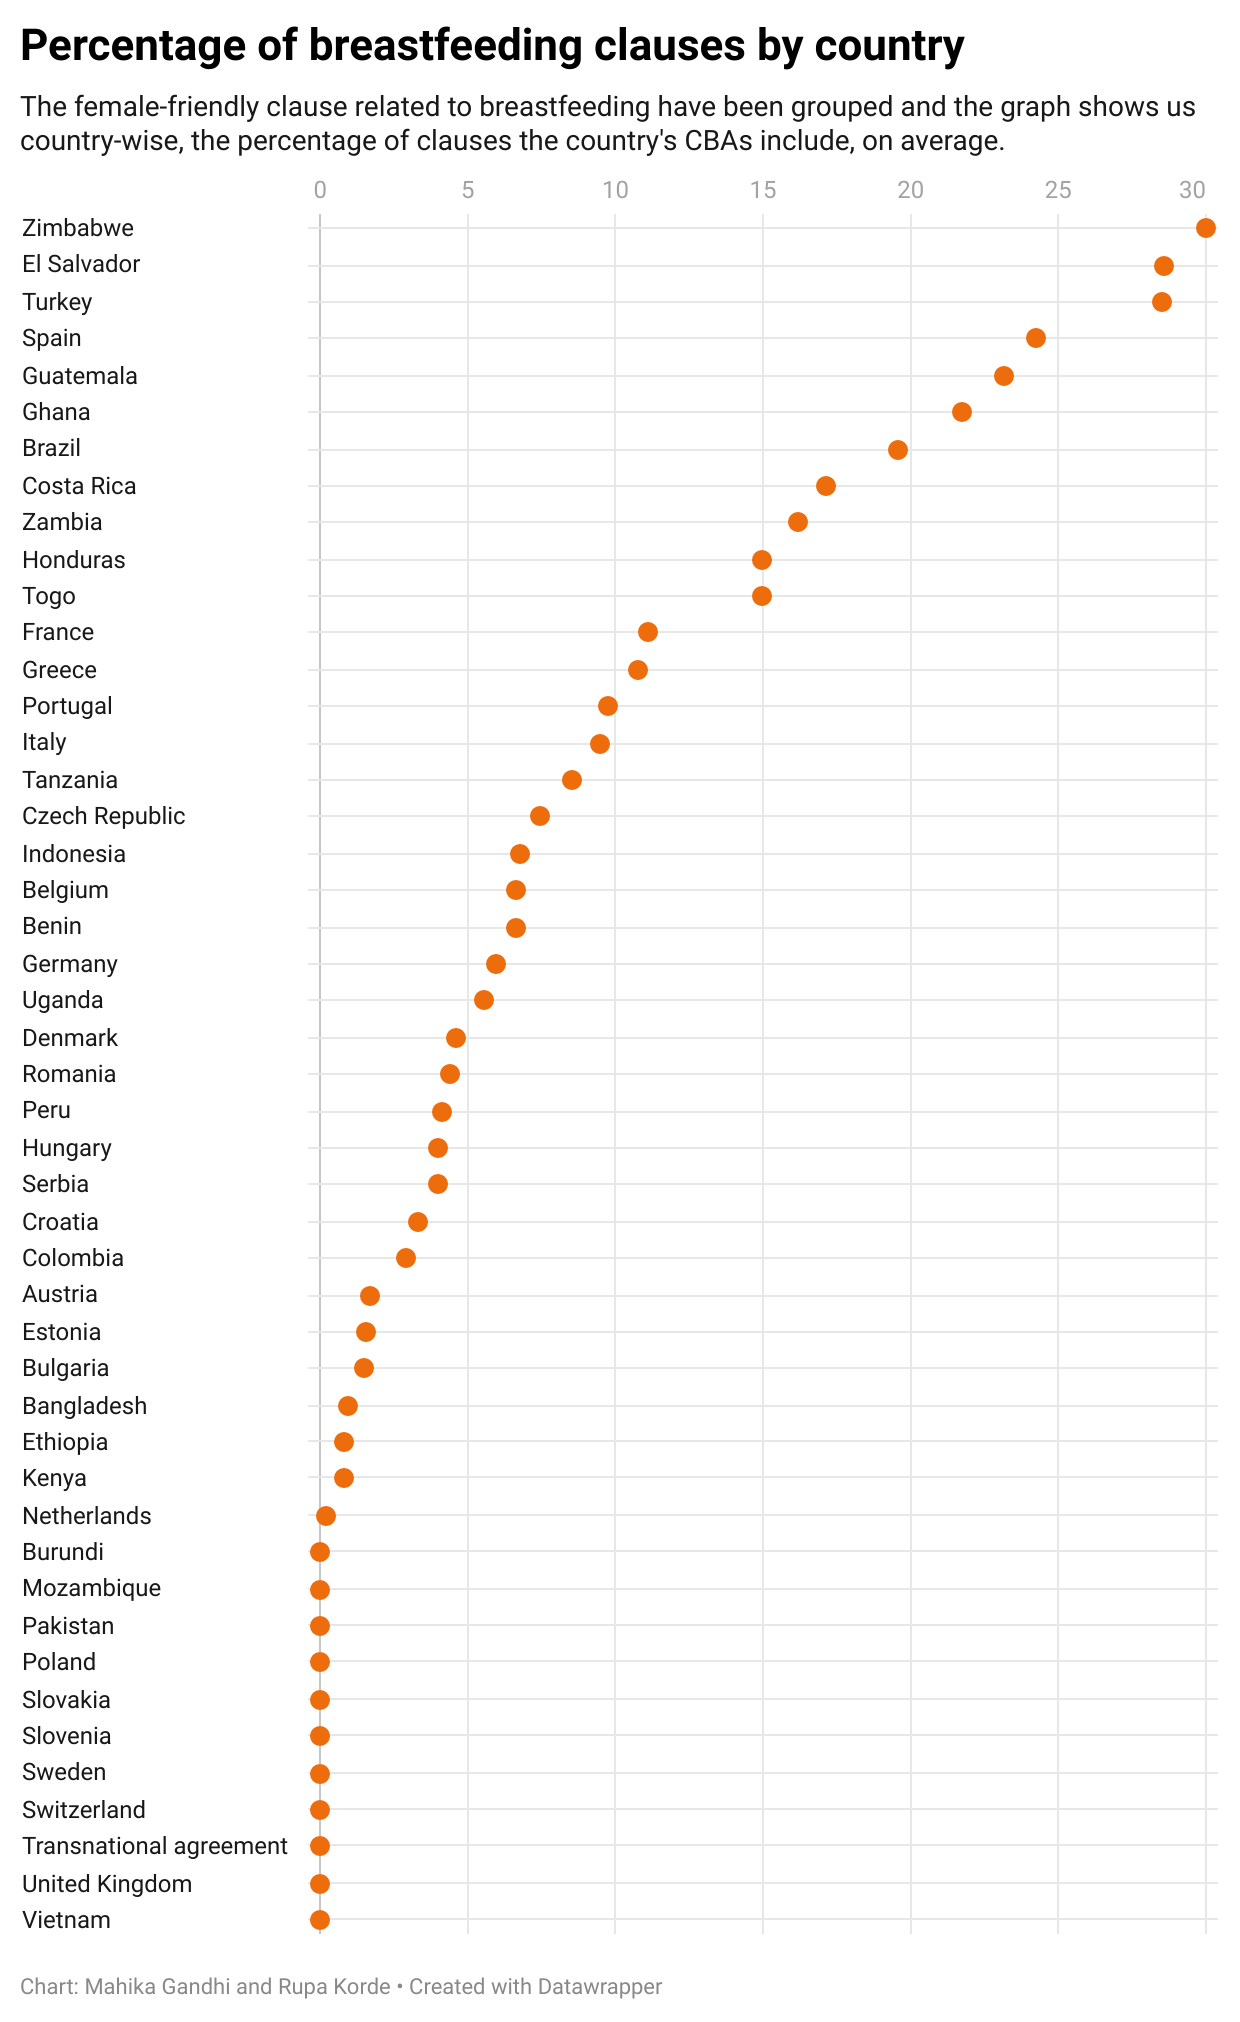 Percentage of breastfeeding clauses by country
The female-friendly clause related to breastfeeding have been grouped and the graph shows us
country-wise, the percentage of clauses the country's CBAs include, on average.
0 5 10 15 20 25 30
Zimbabwe
El Salvador
Turkey
Spain
Guatemala
Ghana
Brazil
Costa Rica
Zambia
Honduras
Togo
France
Greece
Portugal
Italy
Tanzania
Czech Republic
Indonesia
Belgium
Benin
Germany
Uganda
Denmark
Romania
Peru
Hungary
Serbia
Croatia
Colombia
Austria
Estonia
Bulgaria
Bangladesh
Ethiopia
Kenya
Netherlands
Burundi
Mozambique
Pakistan
Poland
Slovakia
Slovenia
Sweden
Switzerland
Transnational agreement
United Kingdom
Vietnam
Chart: Mahika Gandhi and Rupa Korde • Created with Datawrapper